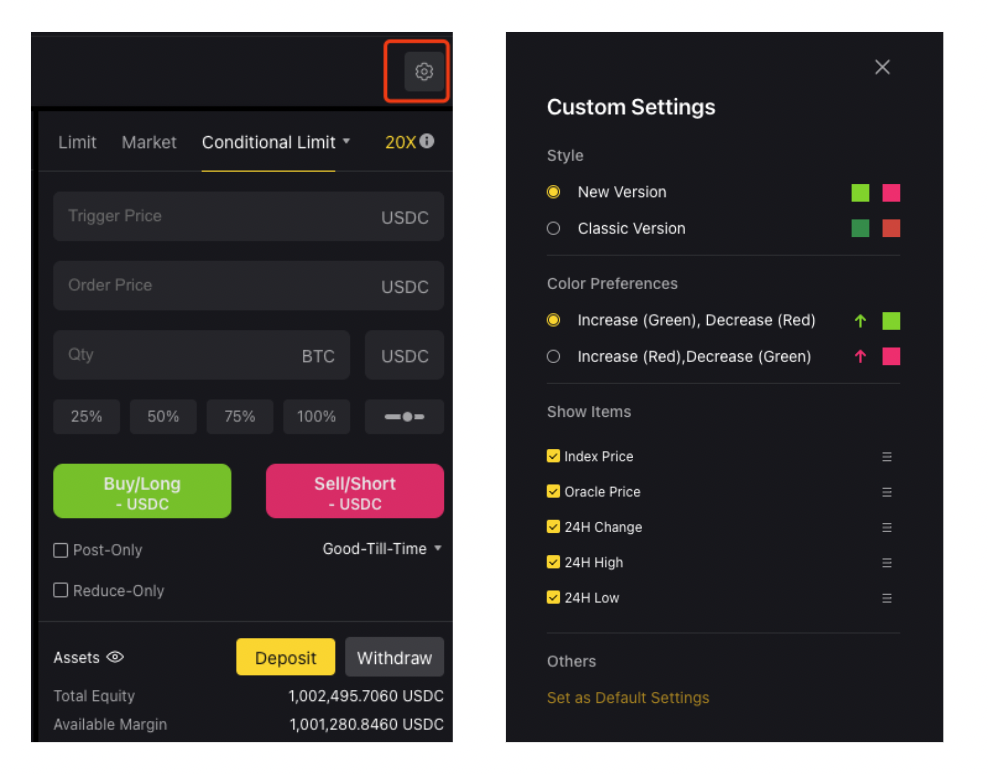 Limit Market Conditional Limit 20X
Trigger Price USDC
Order Price USDC
Qty BTC USDC
25% 50% 75% 100%
Buy/Long Sell/Short
- USDC - USDC
Post-Only Good-Till-Time
Reduce-Only
Assets Deposit Withdraw
Total Equity 1,002,495.7060 USDC
Available Margin 1,001,280.8460 USDC
Custom Settings
Style
New Version
Classic Version
Color Preferences
Increase (Green), Decrease (Red)
Increase (Red),Decrease (Green)
Show Items
Index Price
Oracle Price
24H Change
24H High
24H Low
Others
Set as Default Settings